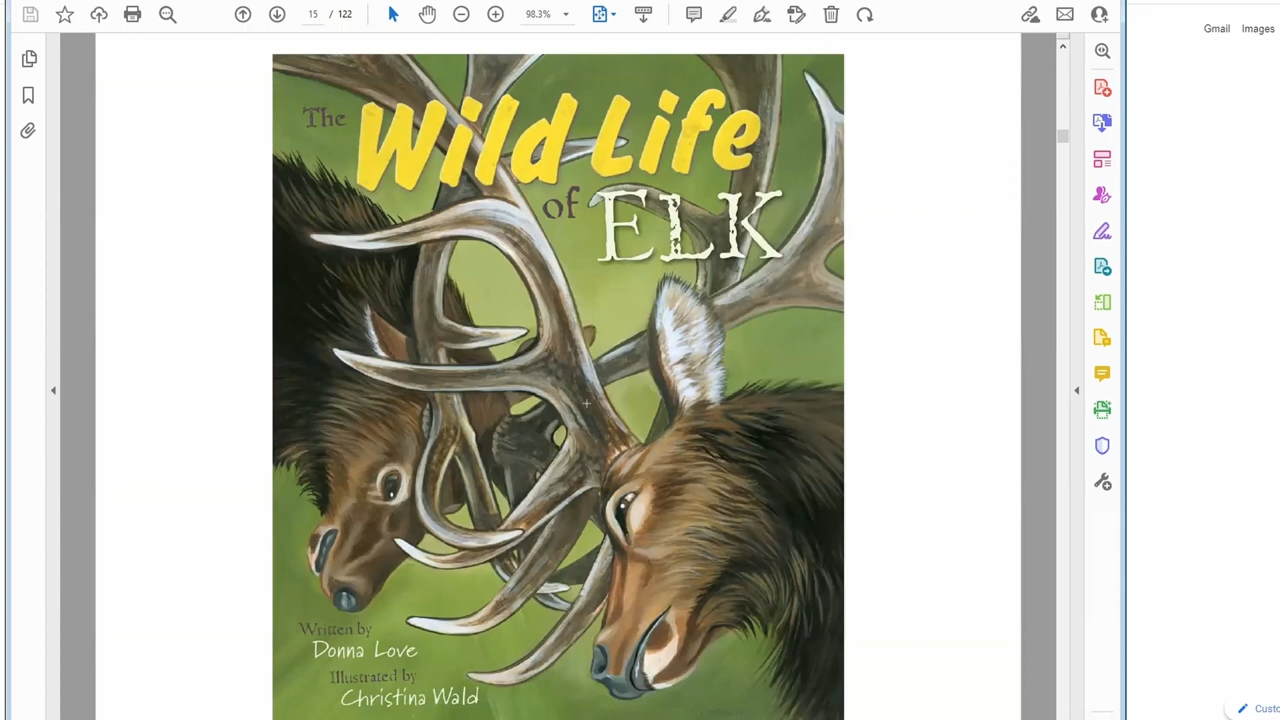 15 / 122
98.3%
Gmail Images
The Wild Life
of ELK
Written by
Donna Love
Illustrated by
Christina Wald
Custo